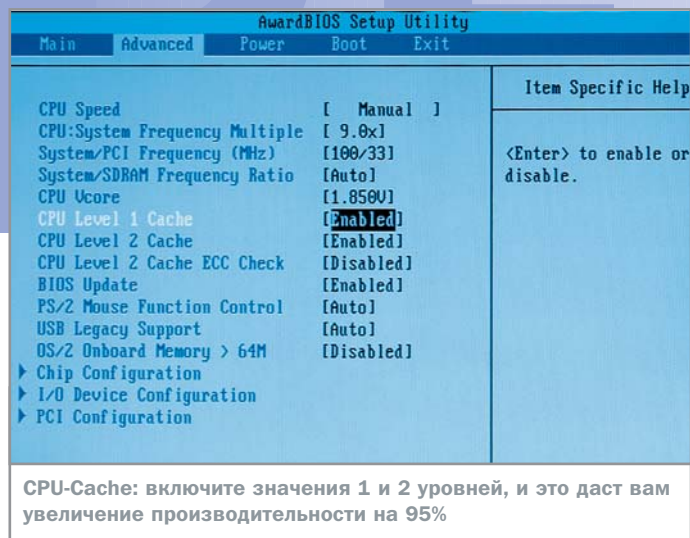 AwardBIOS Setup Utility
Main Advanced Power Boot Exit
Item Specific Help
CPU Speed [ Manual ]
CPU:System Frequency Multiple [ 9.0x]
System/PCI Frequency (MHz) [100/33]
<Enter> to enable or
System/SDRAM Frequency Ratio [Auto]
disable.
CPU Vcore [1.850V]
CPU Level 1 Cache [Enabled]
CPU Level 2 Cache [Enabled]
CPU Level 2 Cache ECC Check [Disabled]
BIOS Update [Enabled]
PS/2 Mouse Function Control [Auto]
USB Legacy Support [Auto]
OS/2 Onboard Memory > 64M [Disabled]
Chip Configuration
I/O Device Configuration
PCI Configuration
CPU-Cache: включите значения 1 и 2 уровней, и это даст вам
увеличение производительности на 95%